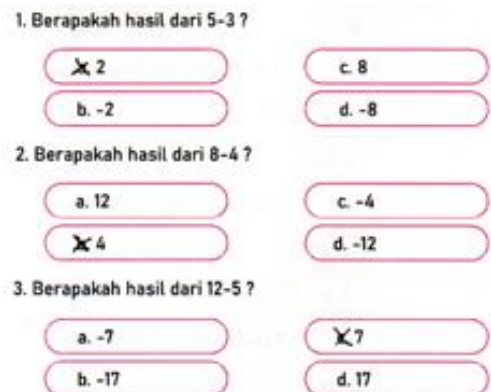 1. Berapakah hasil dari 5-3 ?
2
c. 8
b. -2
d. -8
2. Berapakah hasil dari 8-4 ?
a. 12
c. -4
4
d. -12
3. Berapakah hasil dari 12-5 ?
a. -7
7
b. -17
d. 17